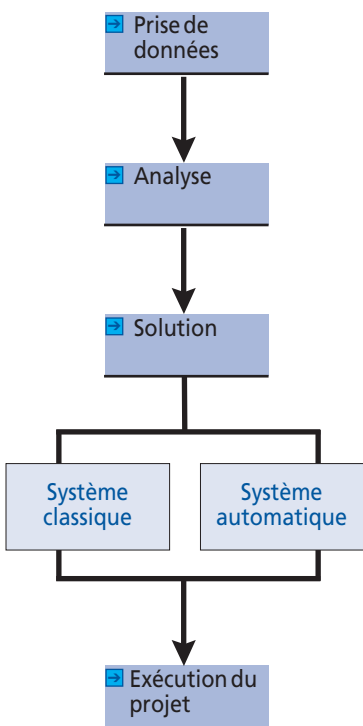 Prise de
données
Analyse
Solution
Système
classique
Système
automatique
Exécution du
projet